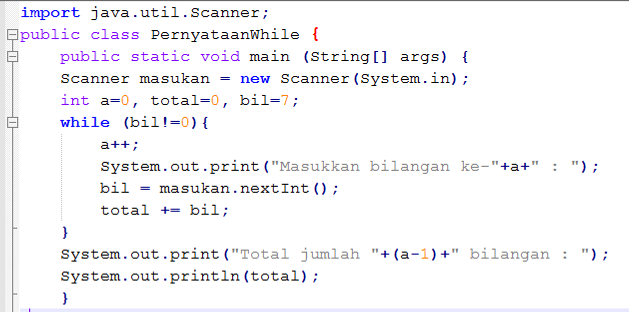 import java.util.Scanner;
public class PernyataanWhile {
    public static void main (String[] args) {
    Scanner masukan = new Scanner(System.in);
    int a=0, total=0, bil=7;
    while (bil!=0){
        a++;
        System.out.print("Masukkan bilangan ke-"+a+" : ");
        bil = masukan.nextInt();
        total += bil;
    }
    System.out.print("Total jumlah "+(a-1)+" bilangan : ");
    System.out.println(total);
    }